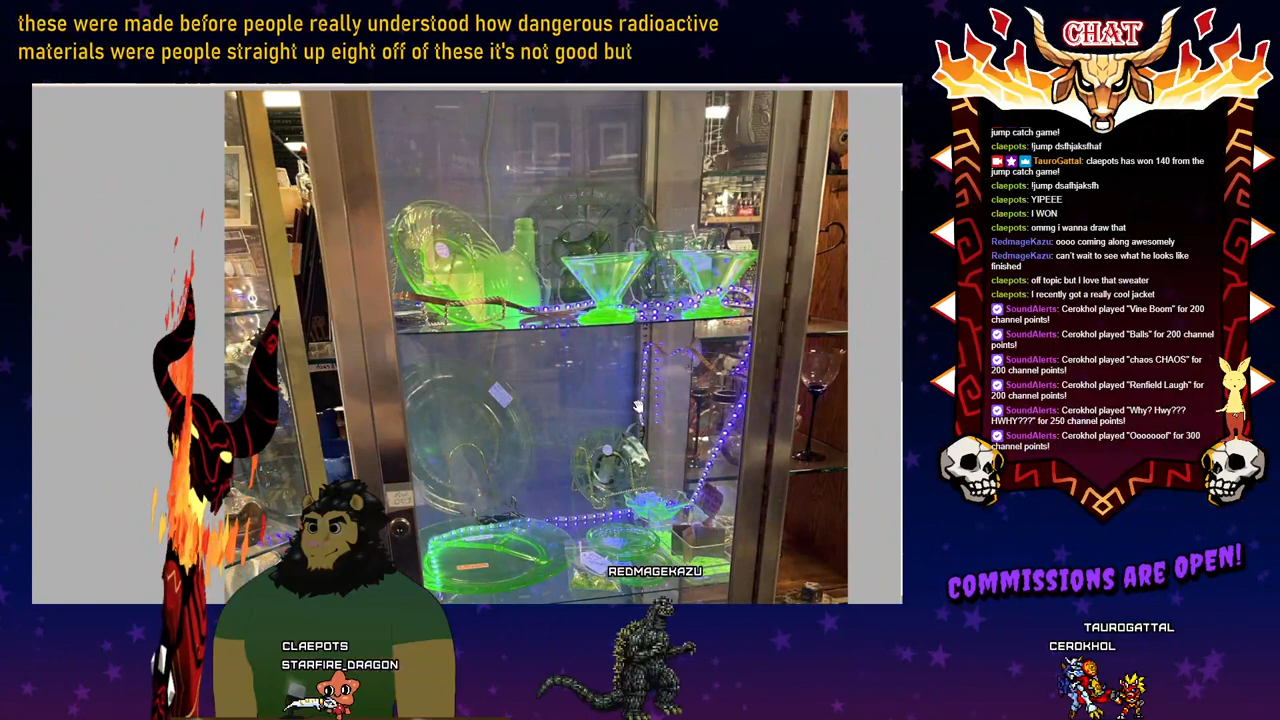 these were made before people really understood how dangerous radioactive
materials were people straight up eight off of these it's not good but
CHAT
jump catch game!
claepots: !jump dsfhjaksfhaf
TauroGattal: claepots has won 140 from the
jump catch game!
claepots: !jump dsalhjaksfh
claepots: YIPEEE
claepots: I WON
claepots: ommg i wanna draw that
RedmageKazu: oooo coming along awesomely
RedmageKazu: can't wait to see what he looks like
finished
claepots: off topic but I love that sweater
claepots: I recently got a really cool jacket
SoundAlerts: Cerokhol played "Vine Boom" for 200
channel points!
SoundAlerts: Cerokhol played "Balls" for 200 channel
points!
SoundAlerts: Cerokhol played "chaos CHAOS" for
200 channel points!
SoundAlerts: Cerokhol played "Renfield Laugh" for
200 channel points!
SoundAlerts: Cerokhol played "Why? Hwy???
HWHY???" for 250 channel points!
SoundAlerts: Cerokhol played "Ooooooof" for 300
channel points!
REDMAGEKAZU
COMMISSIONS ARE OPEN!
CLAEPOTS
STARFIRE_DRAGON
TAUROGATTAL
CEROKHOL